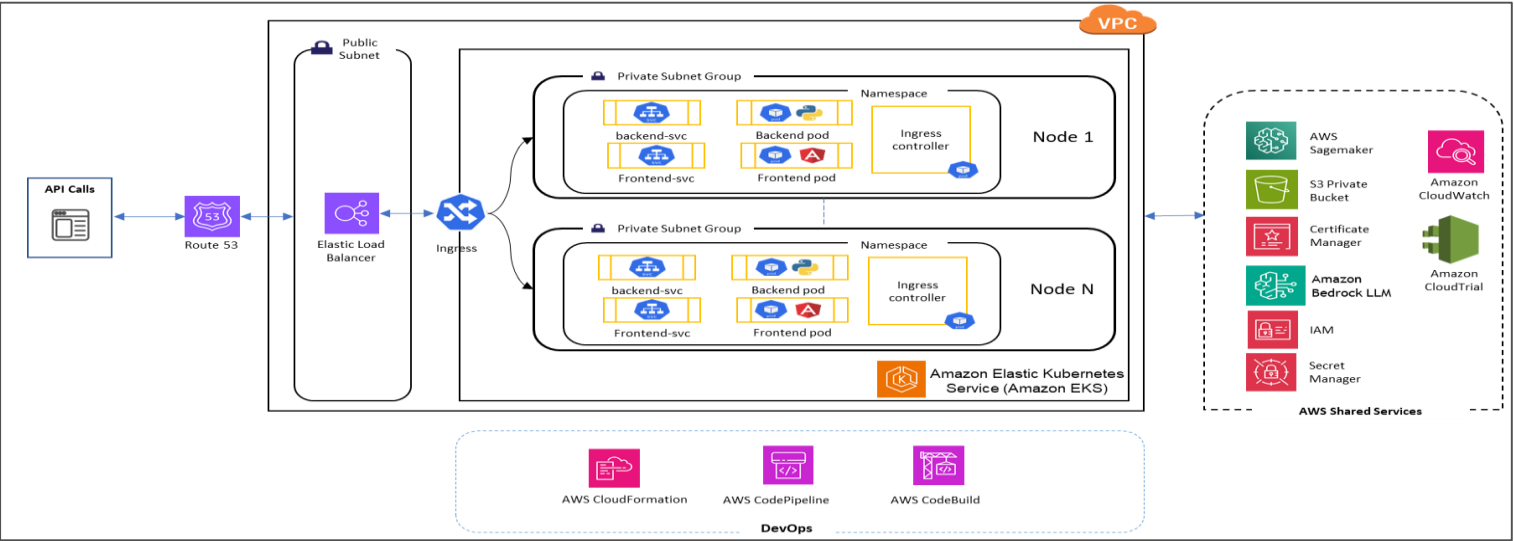 VPC
Public
Subnet
Private Subnet Group
Namespace
backend-svc
Backend pod
Ingress
controller
Node 1
Frontend-svc
Frontend pod
API Calls
53
Route 53
Elastic Load
Balancer
Ingress
Private Subnet Group
Namespace
backend-svc
Backend pod
Ingress
controller
Node N
Frontend-svc
Frontend pod
Amazon Elastic Kubernetes
Service (Amazon EKS)
AWS
Sagemaker
S3 Private
Bucket
Certificate
Manager
Amazon
Bedrock LLM
IAM
Secret
Manager
Amazon
CloudWatch
Amazon
CloudTrial
AWS Shared Services
AWS CloudFormation
AWS CodePipeline
AWS CodeBuild
DevOps